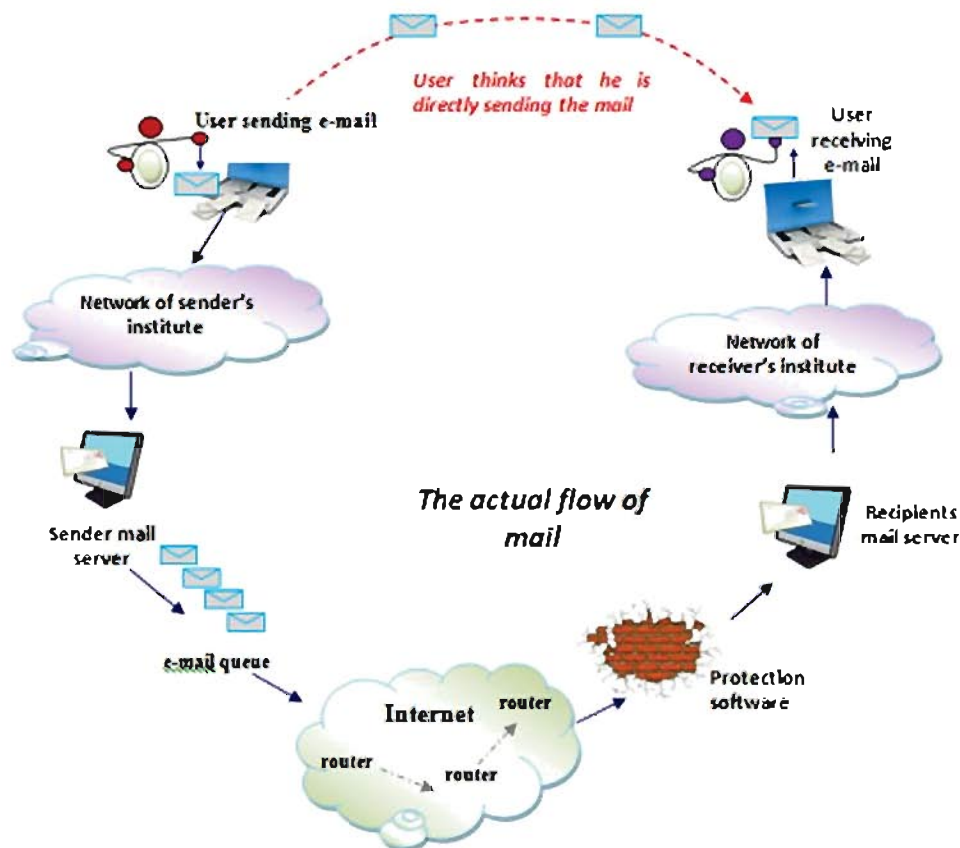 User thinks that he is
directly sending the mail
User sending e-mail
User
receiving
e-mail
Network of sender's
institute
Network of
receiver's institute
Sender mail
server
The actual flow of
mail
Recipients
mail server
e-mail queue
Protection
software
Internet
router
router
router